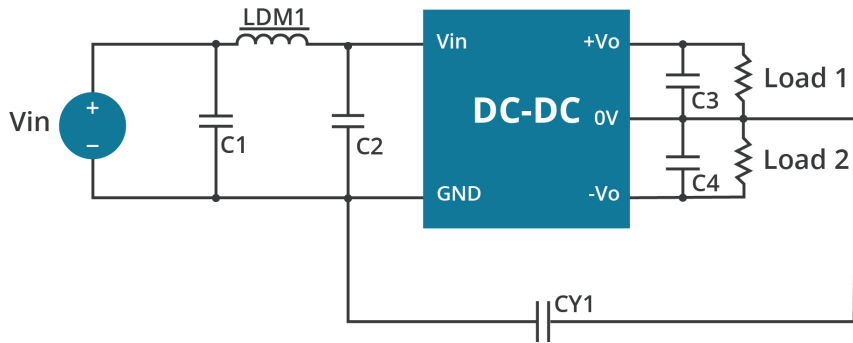 LDM1
Vin
+
−
C1
C2
Vin
GND
DC-DC
+Vo
0V
-Vo
C3
C4
Load 1
Load 2
CY1